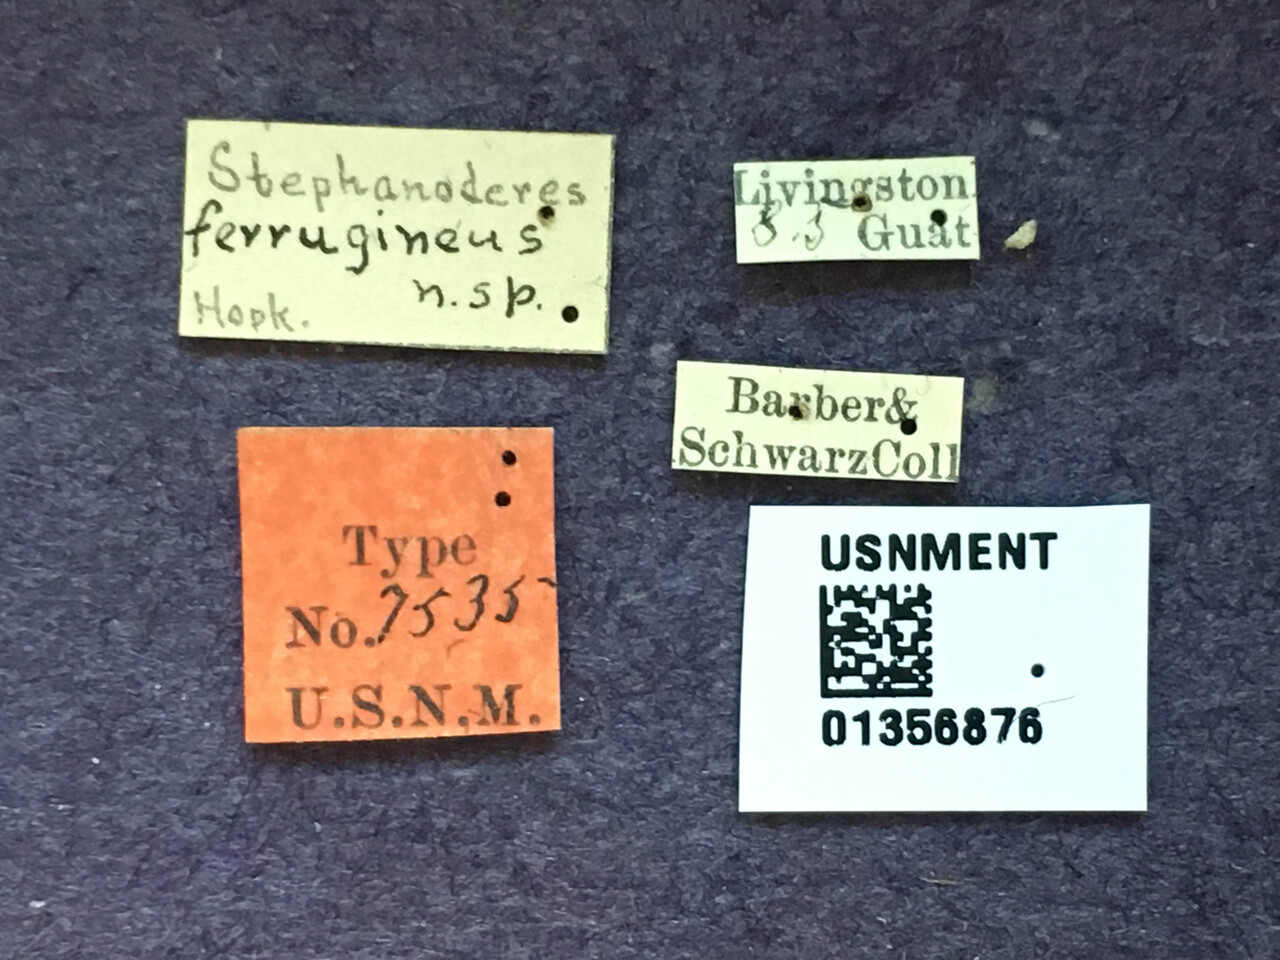 Stephanoderes
ferrugineus
n.sp.
Hopk.
Livingston
Guat
Barber&
SchwarzColl
Type
No. 7535
U.S.N.M.
USNMENT
01356876